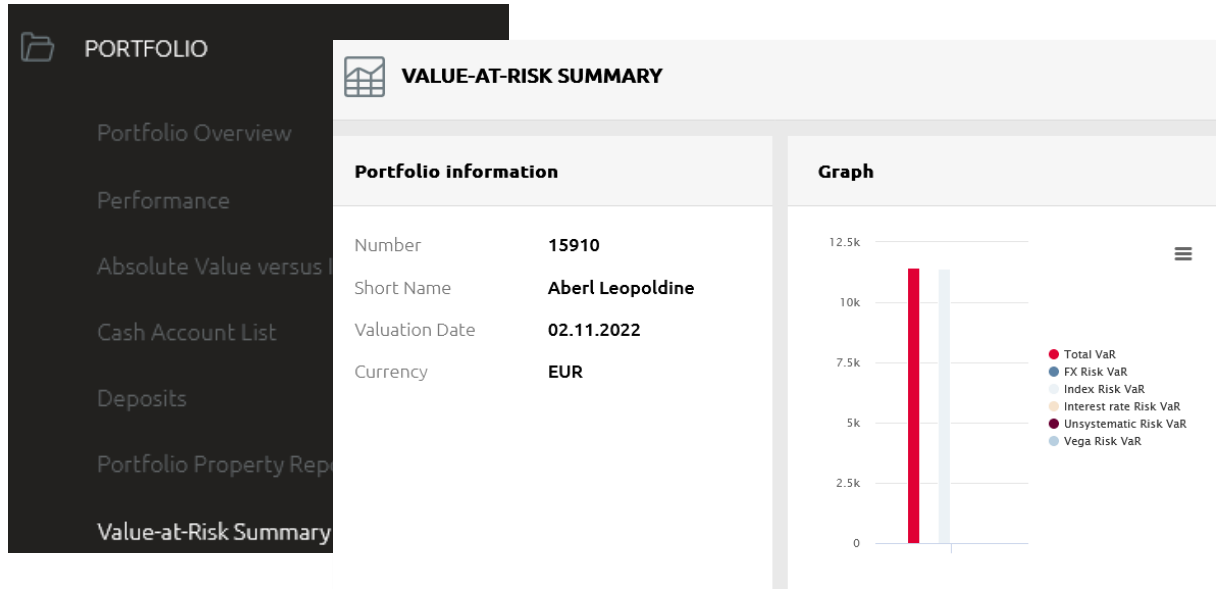 PORTFOLIO
Portfolio Overview
Performance
Absolute Value versus
Cash Account List
Deposits
Portfolio Property
Value-at-Risk Summary
VALUE-AT-RISK SUMMARY
Portfolio information
Number 15910
Short Name Aberl Leopoldine
Valuation Date 02.11.2022
Currency EUR
Graph
12.5k
10k
7.5k
5k
2.5k
0
Total VaR
FX Risk VaR
Index Risk VaR
Interest rate Risk VaR
Unsystematic Risk VaR
Vega Risk VaR